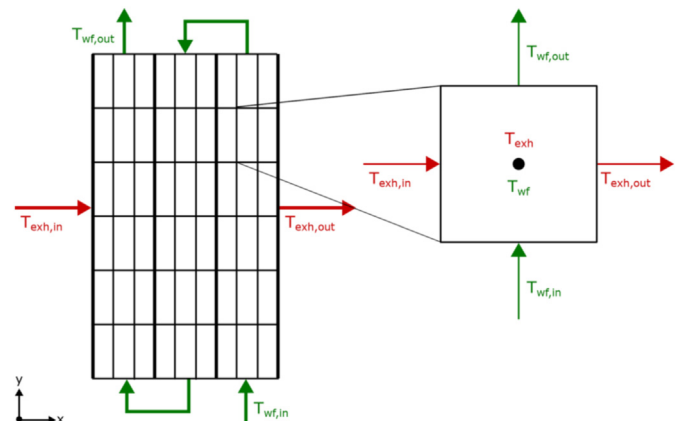 T_wf,out
T_exh,in
T_exh,out
T_wf,in
y
x
T_wf,out
T_exh
T_exh,in
T_wf
T_exh,out
T_wf,in